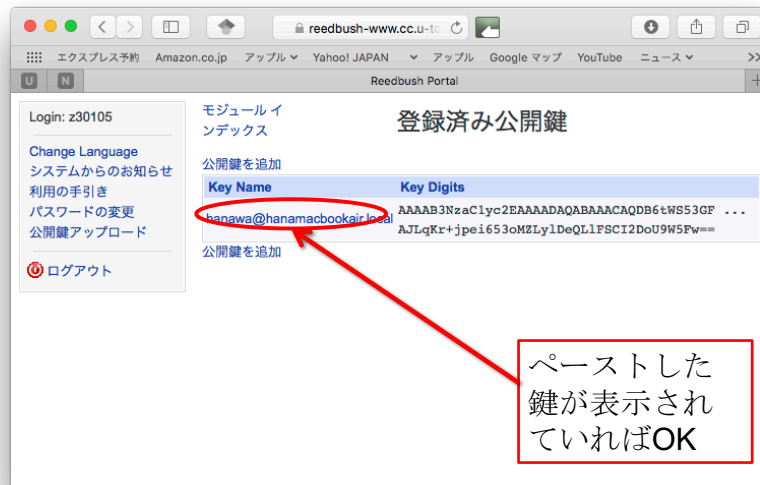 reedbush-www.cc.u-tc
エクスプレス予約 Amazon.co.jp アップル Yahoo! JAPAN アップル Google マップ YouTube ニュース >>
U N Reedbush Portal +
Login: z30105
Change Language
システムからのお知らせ
利用の手引き
パスワードの変更
公開鍵アップロード
ログアウト
モジュール イ
ンデックス
登録済み公開鍵
公開鍵を追加
Key Name Key Digits
hanawa@hanamacbookair.local AAAAB3NzaC1yc2EAAAADAQABAAACAQDB6tWS53GF ...
AJLqKr+jpei653oMZLylDeQLlFSCI2DoU9W5Fw==
公開鍵を追加
ペーストした
鍵が表示され
ていればOK